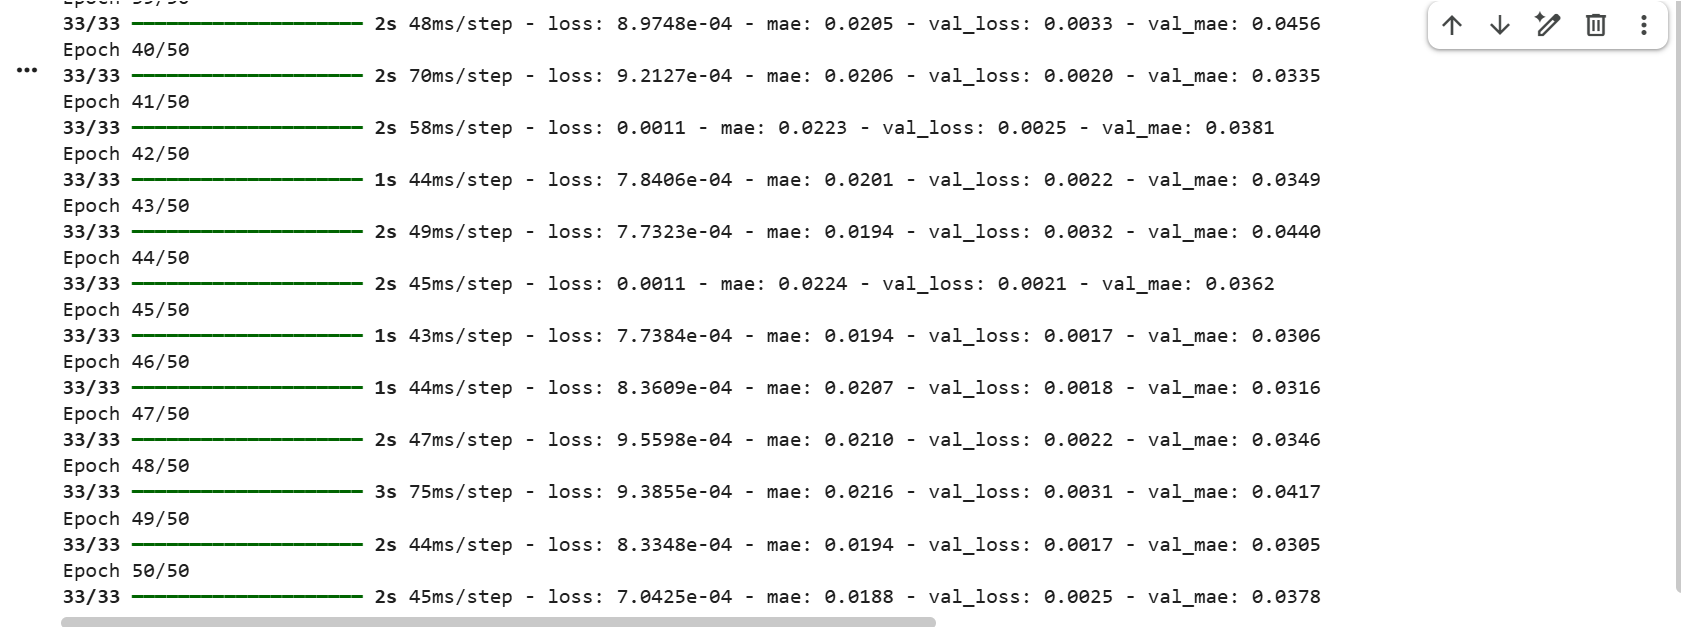 Epoch 39/50
33/33 ━━━━━━━━━━━━━━━━━━━━ 2s 48ms/step - loss: 8.9748e-04 - mae: 0.0205 - val_loss: 0.0033 - val_mae: 0.0456
Epoch 40/50
33/33 ━━━━━━━━━━━━━━━━━━━━ 2s 70ms/step - loss: 9.2127e-04 - mae: 0.0206 - val_loss: 0.0020 - val_mae: 0.0335
Epoch 41/50
33/33 ━━━━━━━━━━━━━━━━━━━━ 2s 58ms/step - loss: 0.0011 - mae: 0.0223 - val_loss: 0.0025 - val_mae: 0.0381
Epoch 42/50
33/33 ━━━━━━━━━━━━━━━━━━━━ 1s 44ms/step - loss: 7.8406e-04 - mae: 0.0201 - val_loss: 0.0022 - val_mae: 0.0349
Epoch 43/50
33/33 ━━━━━━━━━━━━━━━━━━━━ 2s 49ms/step - loss: 7.7323e-04 - mae: 0.0194 - val_loss: 0.0032 - val_mae: 0.0440
Epoch 44/50
33/33 ━━━━━━━━━━━━━━━━━━━━ 2s 45ms/step - loss: 0.0011 - mae: 0.0224 - val_loss: 0.0021 - val_mae: 0.0362
Epoch 45/50
33/33 ━━━━━━━━━━━━━━━━━━━━ 1s 43ms/step - loss: 7.7384e-04 - mae: 0.0194 - val_loss: 0.0017 - val_mae: 0.0306
Epoch 46/50
33/33 ━━━━━━━━━━━━━━━━━━━━ 1s 44ms/step - loss: 8.3609e-04 - mae: 0.0207 - val_loss: 0.0018 - val_mae: 0.0316
Epoch 47/50
33/33 ━━━━━━━━━━━━━━━━━━━━ 2s 47ms/step - loss: 9.5598e-04 - mae: 0.0210 - val_loss: 0.0022 - val_mae: 0.0346
Epoch 48/50
33/33 ━━━━━━━━━━━━━━━━━━━━ 3s 75ms/step - loss: 9.3855e-04 - mae: 0.0216 - val_loss: 0.0031 - val_mae: 0.0417
Epoch 49/50
33/33 ━━━━━━━━━━━━━━━━━━━━ 2s 44ms/step - loss: 8.3348e-04 - mae: 0.0194 - val_loss: 0.0017 - val_mae: 0.0305
Epoch 50/50
33/33 ━━━━━━━━━━━━━━━━━━━━ 2s 45ms/step - loss: 7.0425e-04 - mae: 0.0188 - val_loss: 0.0025 - val_mae: 0.0378